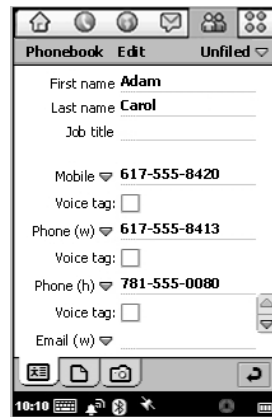 Phonebook Edit Unfiled
First name Adam
Last name Carol
Job title
Mobile 617-555-8420
Voice tag:
Phone (w) 617-555-8413
Voice tag:
Phone (h) 781-555-0080
Voice tag:
Email (w)
10:10